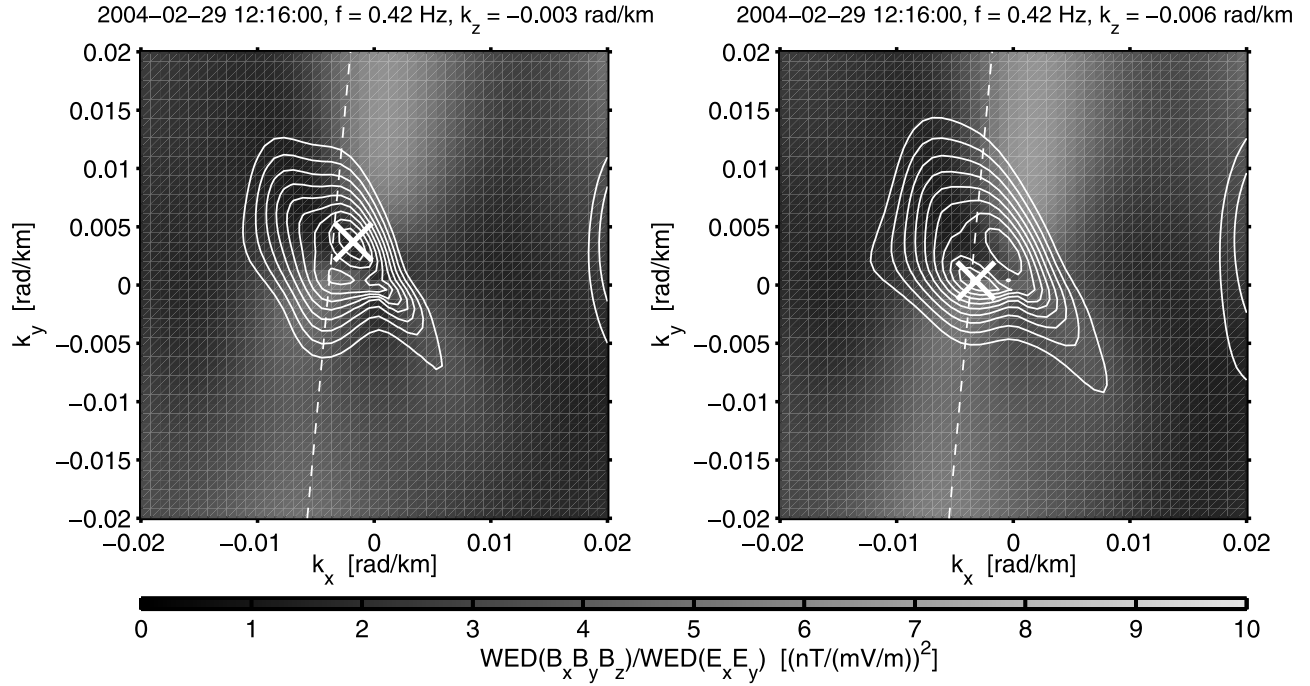 2004−02−29 12:16:00, f = 0.42 Hz, k_z = −0.003 rad/km
0.02
0.015
0.01
0.005
0
−0.005
−0.01
−0.015
−0.02
k_y [rad/km]
−0.02 −0.01 0 0.01 0.02
k_x [rad/km]
2004−02−29 12:16:00, f = 0.42 Hz, k_z = −0.006 rad/km
0.02
0.015
0.01
0.005
0
−0.005
−0.01
−0.015
−0.02
k_y [rad/km]
−0.02 −0.01 0 0.01 0.02
k_x [rad/km]
0 1 2 3 4 5 6 7 8 9 10
WED(B_xB_yB_z)/WED(E_xE_y) [(nT/(mV/m))²]